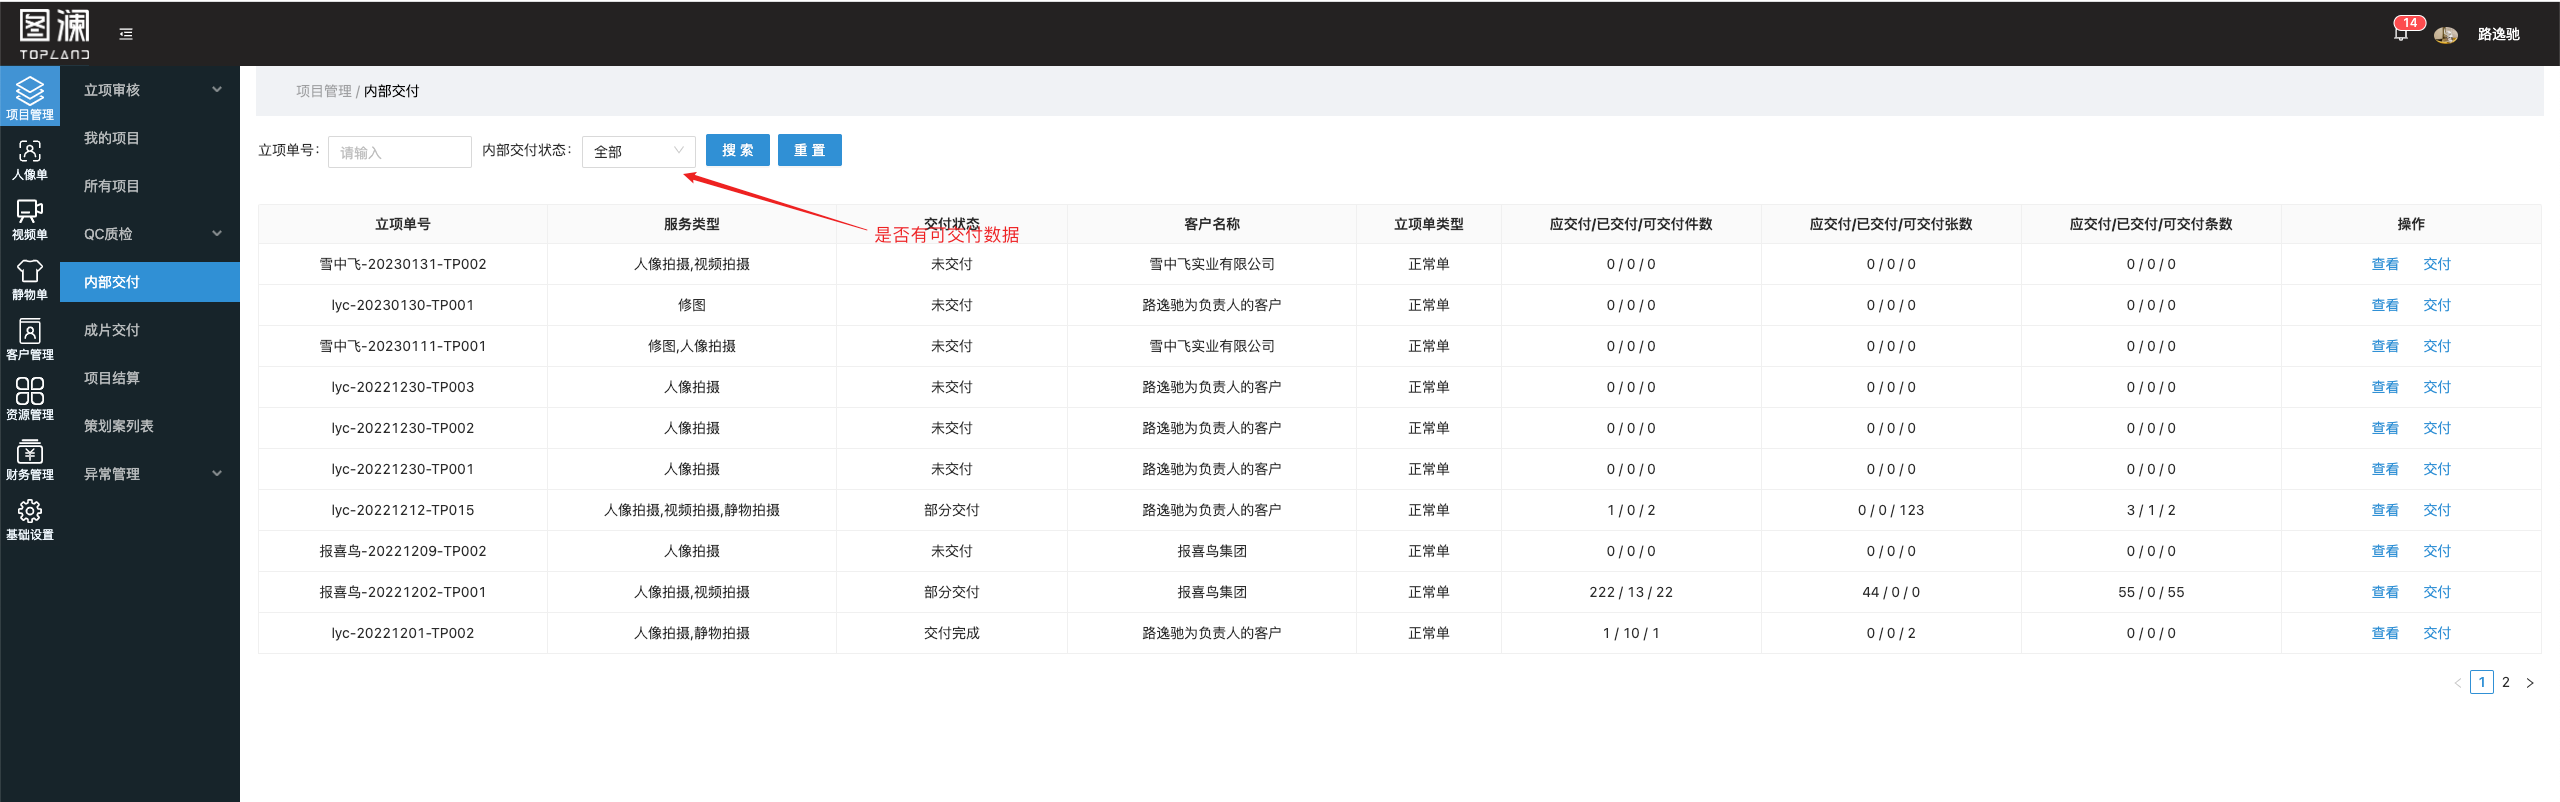 图澜
TOPLAND
14
路逸驰
项目管理
人像单
视频单
静物单
客户管理
资源管理
财务管理
基础设置
立项审核
我的项目
所有项目
QC质检
内部交付
成片交付
项目结算
策划案列表
异常管理
项目管理 / 内部交付
立项单号: 请输入 内部交付状态: 全部 搜 索 重 置
是否有可交付数据
立项单号 服务类型 交付状态 客户名称 立项单类型 应交付/已交付/可交付件数 应交付/已交付/可交付张数 应交付/已交付/可交付条数 操作
雪中飞-20230131-TP002 人像拍摄,视频拍摄 未交付 雪中飞实业有限公司 正常单 0 / 0 / 0 0 / 0 / 0 0 / 0 / 0 查看 交付
lyc-20230130-TP001 修图 未交付 路逸驰为负责人的客户 正常单 0 / 0 / 0 0 / 0 / 0 0 / 0 / 0 查看 交付
雪中飞-20230111-TP001 修图,人像拍摄 未交付 雪中飞实业有限公司 正常单 0 / 0 / 0 0 / 0 / 0 0 / 0 / 0 查看 交付
lyc-20221230-TP003 人像拍摄 未交付 路逸驰为负责人的客户 正常单 0 / 0 / 0 0 / 0 / 0 0 / 0 / 0 查看 交付
lyc-20221230-TP002 人像拍摄 未交付 路逸驰为负责人的客户 正常单 0 / 0 / 0 0 / 0 / 0 0 / 0 / 0 查看 交付
lyc-20221230-TP001 人像拍摄 未交付 路逸驰为负责人的客户 正常单 0 / 0 / 0 0 / 0 / 0 0 / 0 / 0 查看 交付
lyc-20221212-TP015 人像拍摄,视频拍摄,静物拍摄 部分交付 路逸驰为负责人的客户 正常单 1 / 0 / 2 0 / 0 / 123 3 / 1 / 2 查看 交付
报喜鸟-20221209-TP002 人像拍摄 未交付 报喜鸟集团 正常单 0 / 0 / 0 0 / 0 / 0 0 / 0 / 0 查看 交付
报喜鸟-20221202-TP001 人像拍摄,视频拍摄 部分交付 报喜鸟集团 正常单 222 / 13 / 22 44 / 0 / 0 55 / 0 / 55 查看 交付
lyc-20221201-TP002 人像拍摄,静物拍摄 交付完成 路逸驰为负责人的客户 正常单 1 / 10 / 1 0 / 0 / 2 0 / 0 / 0 查看 交付
< 1 2 >